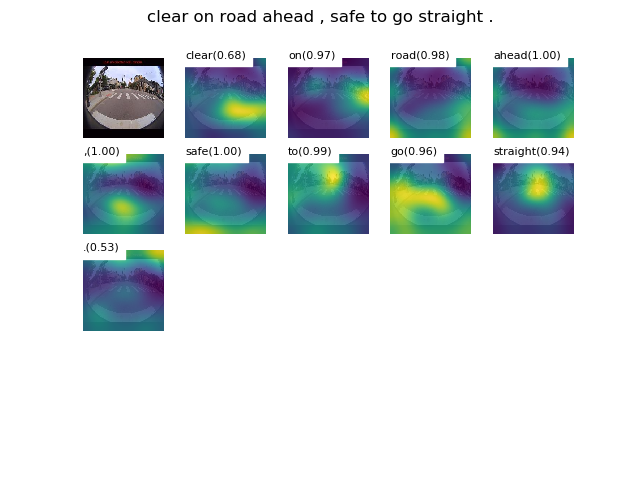 clear on road ahead , safe to go straight .
clear(0.68) on(0.97) road(0.98) ahead(1.00)
,(1.00) safe(1.00) to(0.99) go(0.96) straight(0.94)
.(0.53)